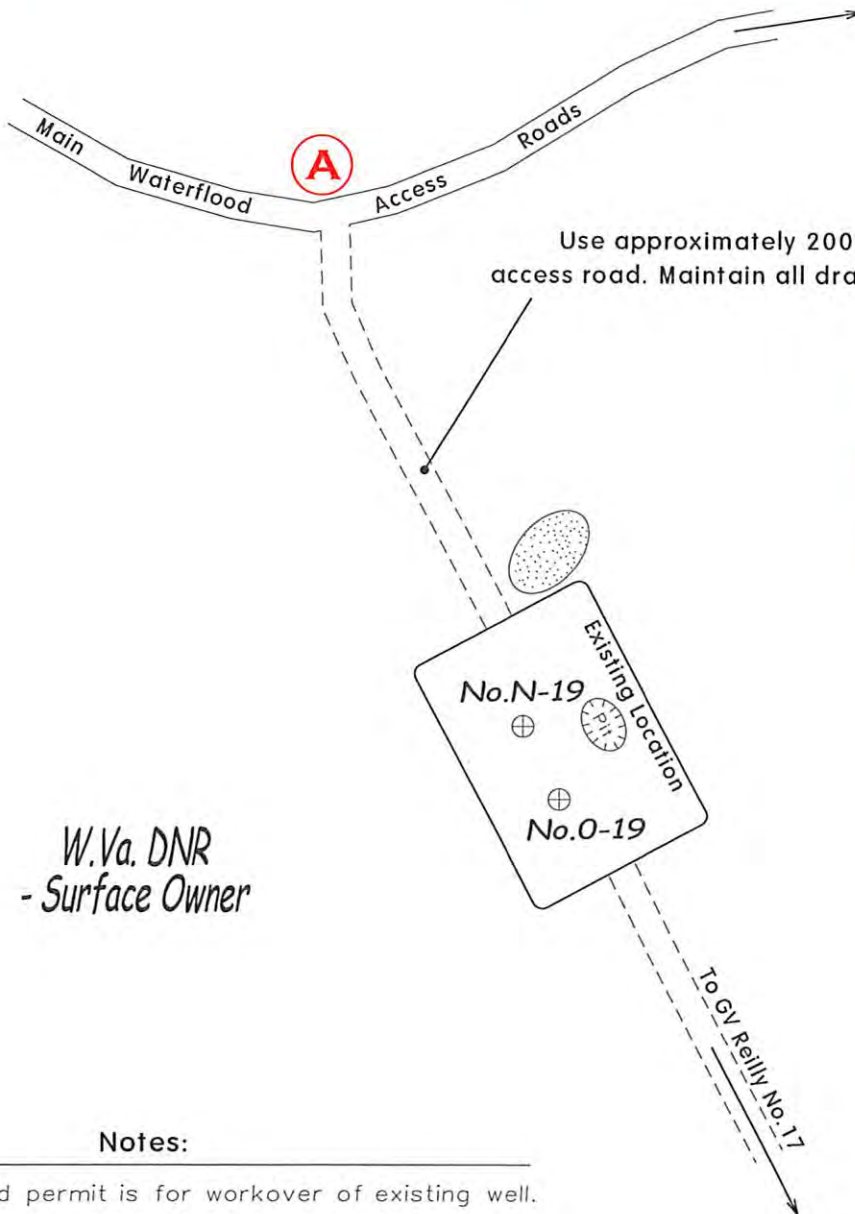 Main Waterflood Access Roads
A
Use approximately 200
access road. Maintain all
No.N-19
Existing Location
Pit
No.O-19
W.Va. DNR
- Surface Owner
To GV Reilly No.17
Notes:
permit is for workover of existing well.